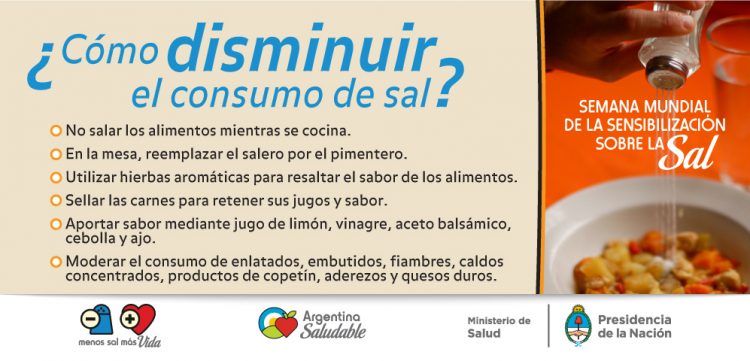 ¿Cómo disminuir
el consumo de sal?
No salar los alimentos mientras se cocina.
En la mesa, reemplazar el salero por el pimentero.
Utilizar hierbas aromáticas para resaltar el sabor de los alimentos.
Sellar las carnes para retener sus jugos y sabor.
Aportar sabor mediante jugo de limón, vinagre, aceto balsámico,
cebolla y ajo.
Moderar el consumo de enlatados, embutidos, fiambres, caldos
concentrados, productos de copetín, aderezos y quesos duros.
SEMANA MUNDIAL
DE LA SENSIBILIZACIÓN
SOBRE LA Sal
menos sal más Vida
Argentina
Saludable
Ministerio de
Salud
Presidencia
de la Nación